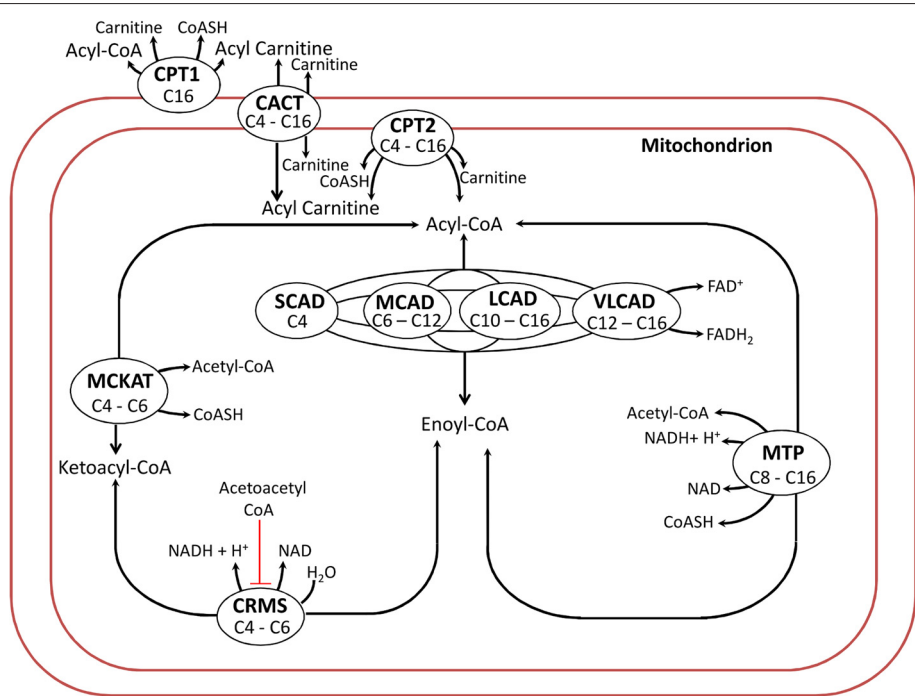 Carnitine
CoASH
Acyl-CoA
Acyl Carnitine
Carnitine
CPT1
C16
CACT
C4 - C16
CPT2
C4 - C16
Mitochondrion
Carnitine
CoASH
Carnitine
Acyl Carnitine
Acyl-CoA
SCAD
C4
MCAD
C6 – C12
LCAD
C10 – C16
VLCAD
C12 – C16
FAD⁺
FADH₂
MCKAT
C4 - C6
Acetyl-CoA
CoASH
Ketoacyl-CoA
Enoyl-CoA
Acetyl-CoA
NADH+ H⁺
NAD
CoASH
MTP
C8 - C16
Acetoacetyl
CoA
NADH + H⁺
NAD
H₂O
CRMS
C4 - C6